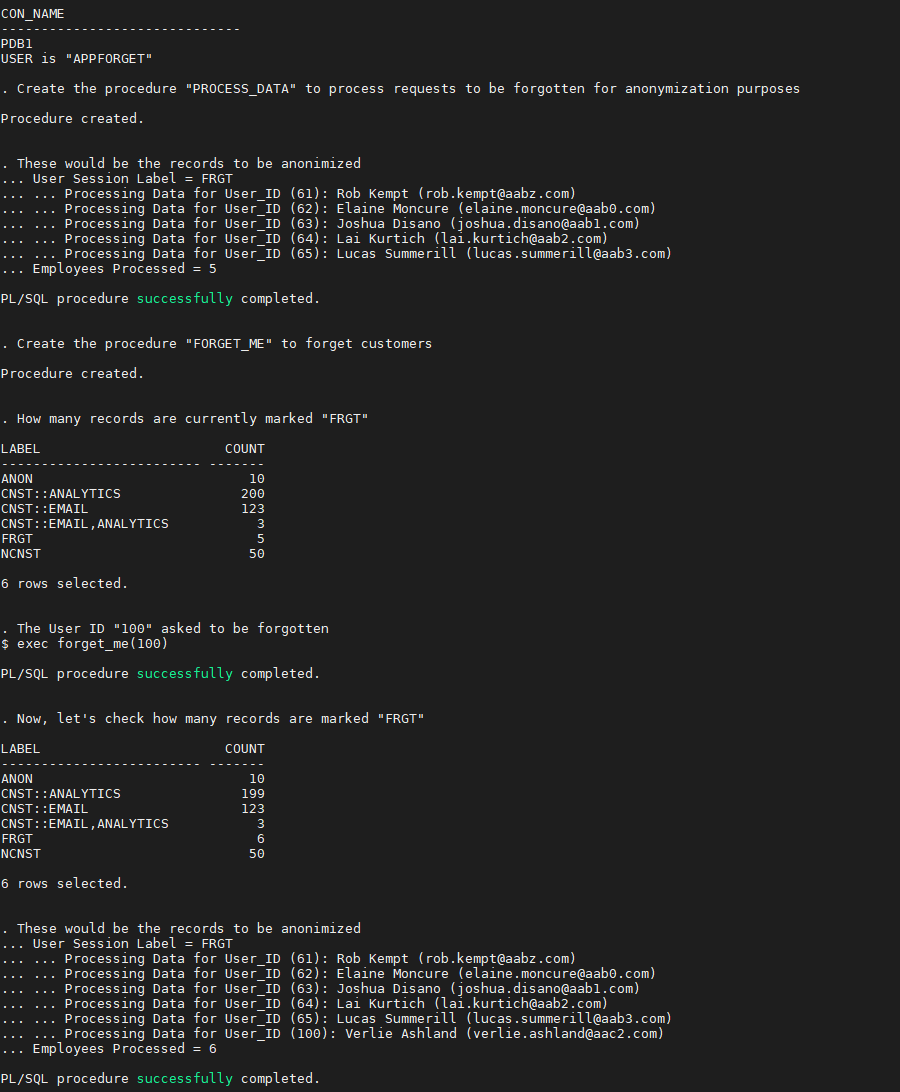 CON_NAME
------------------------------
PDB1
USER is "APPFORGET"
. Create the procedure "PROCESS_DATA" to process requests to be forgotten for anonymization purposes
Procedure created.
. These would be the records to be anonimized
... User Session Label = FRGT
... ... Processing Data for User_ID (61): Rob Kempt (rob.kempt@aabz.com)
... ... Processing Data for User_ID (62): Elaine Moncure (elaine.moncure@aab0.com)
... ... Processing Data for User_ID (63): Joshua Disano (joshua.disano@aab1.com)
... ... Processing Data for User_ID (64): Lai Kurtich (lai.kurtich@aab2.com)
... ... Processing Data for User_ID (65): Lucas Summerill (lucas.summerill@aab3.com)
... Employees Processed = 5
PL/SQL procedure successfully completed.
. Create the procedure "FORGET_ME" to forget customers
Procedure created.
. How many records are currently marked "FRGT"
LABEL                       COUNT
------------------------- -------
ANON                           10
CNST::ANALYTICS               200
CNST::EMAIL                   123
CNST::EMAIL,ANALYTICS           3
FRGT                            5
NCNST                          50
6 rows selected.
. The User ID "100" asked to be forgotten
$ exec forget_me(100)
PL/SQL procedure successfully completed.
. Now, let's check how many records are marked "FRGT"
LABEL                       COUNT
------------------------- -------
ANON                           10
CNST::ANALYTICS               199
CNST::EMAIL                   123
CNST::EMAIL,ANALYTICS           3
FRGT                            6
NCNST                          50
6 rows selected.
. These would be the records to be anonimized
... User Session Label = FRGT
... ... Processing Data for User_ID (61): Rob Kempt (rob.kempt@aabz.com)
... ... Processing Data for User_ID (62): Elaine Moncure (elaine.moncure@aab0.com)
... ... Processing Data for User_ID (63): Joshua Disano (joshua.disano@aab1.com)
... ... Processing Data for User_ID (64): Lai Kurtich (lai.kurtich@aab2.com)
... ... Processing Data for User_ID (65): Lucas Summerill (lucas.summerill@aab3.com)
... ... Processing Data for User_ID (100): Verlie Ashland (verlie.ashland@aac2.com)
... Employees Processed = 6
PL/SQL procedure successfully completed.